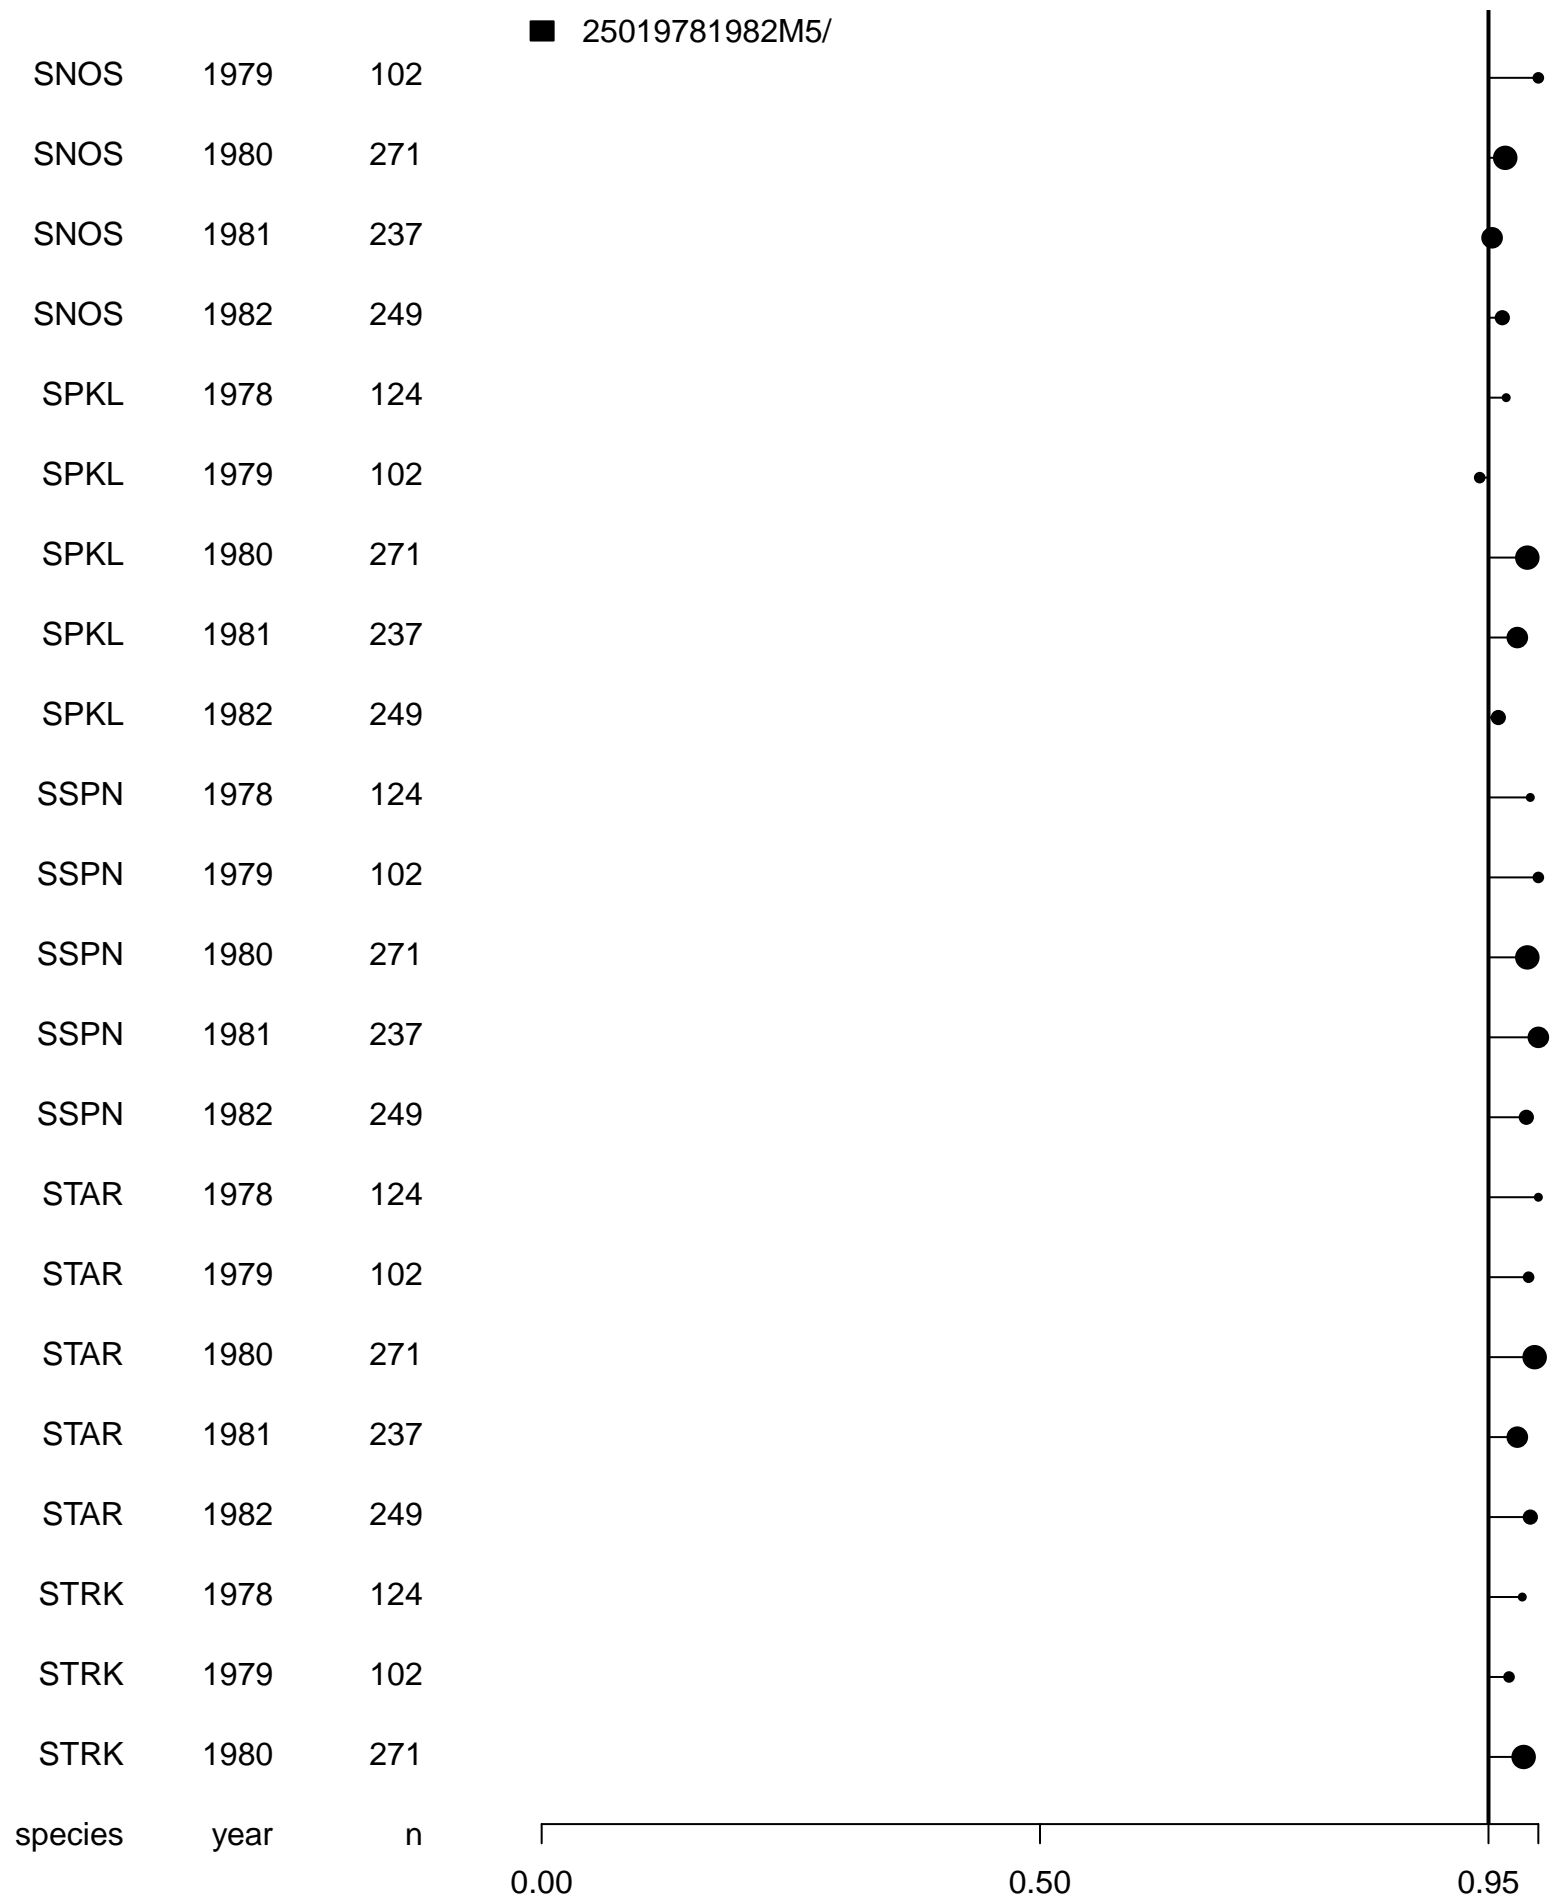 25019781982M5/
SNOS 1979 102
SNOS 1980 271
SNOS 1981 237
SNOS 1982 249
SPKL 1978 124
SPKL 1979 102
SPKL 1980 271
SPKL 1981 237
SPKL 1982 249
SSPN 1978 124
SSPN 1979 102
SSPN 1980 271
SSPN 1981 237
SSPN 1982 249
STAR 1978 124
STAR 1979 102
STAR 1980 271
STAR 1981 237
STAR 1982 249
STRK 1978 124
STRK 1979 102
STRK 1980 271
species year n
0.00 0.50 0.95